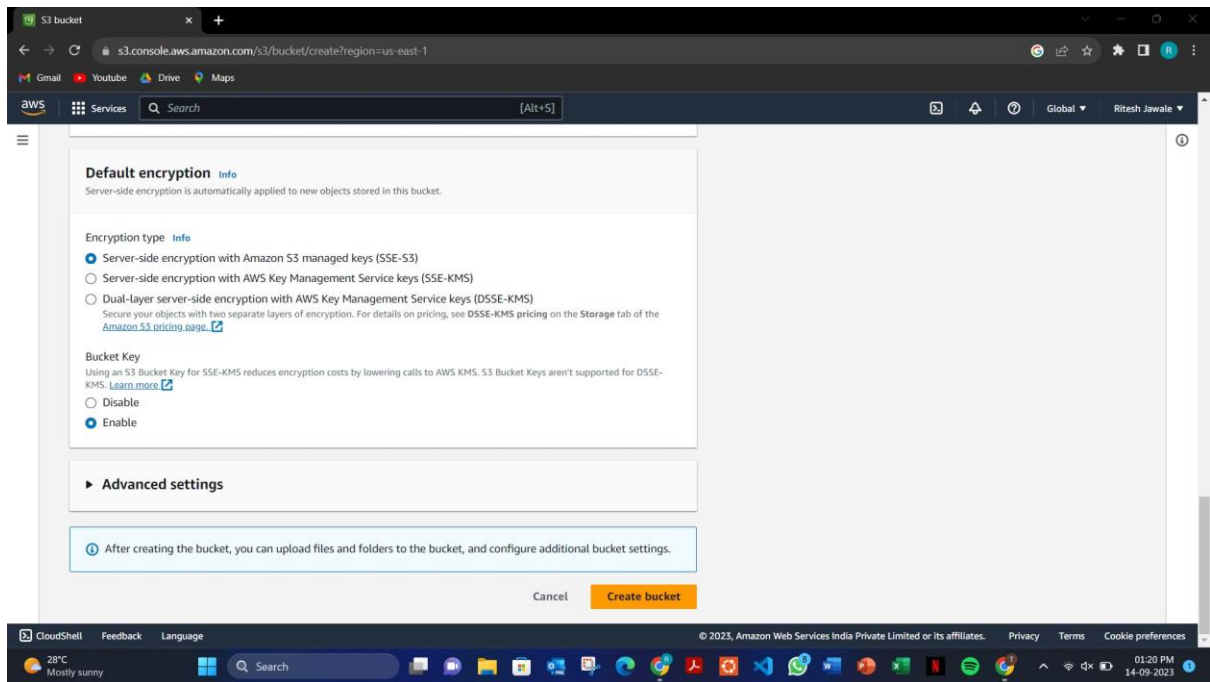 S3 bucket
s3.console.aws.amazon.com/s3/bucket/create?region=us-east-1
Gmail Youtube Drive Maps
aws Services Search [Alt+S] Global Ritesh Jawale
Default encryption Info
Server-side encryption is automatically applied to new objects stored in this bucket.
Encryption type Info
Server-side encryption with Amazon S3 managed keys (SSE-S3)
Server-side encryption with AWS Key Management Service keys (SSE-KMS)
Dual-layer server-side encryption with AWS Key Management Service keys (DSSE-KMS)
Secure your objects with two separate layers of encryption. For details on pricing, see DSSE-KMS pricing on the Storage tab of the
Amazon S3 pricing page.
Bucket Key
Using an S3 Bucket Key for SSE-KMS reduces encryption costs by lowering calls to AWS KMS. S3 Bucket Keys aren't supported for DSSE-
KMS. Learn more
Disable
Enable
Advanced settings
After creating the bucket, you can upload files and folders to the bucket, and configure additional bucket settings.
Cancel Create bucket
CloudShell Feedback Language © 2023, Amazon Web Services India Private Limited or its affiliates. Privacy Terms Cookie preferences
28°C
Mostly sunny
Search
01:20 PM
14-09-2023